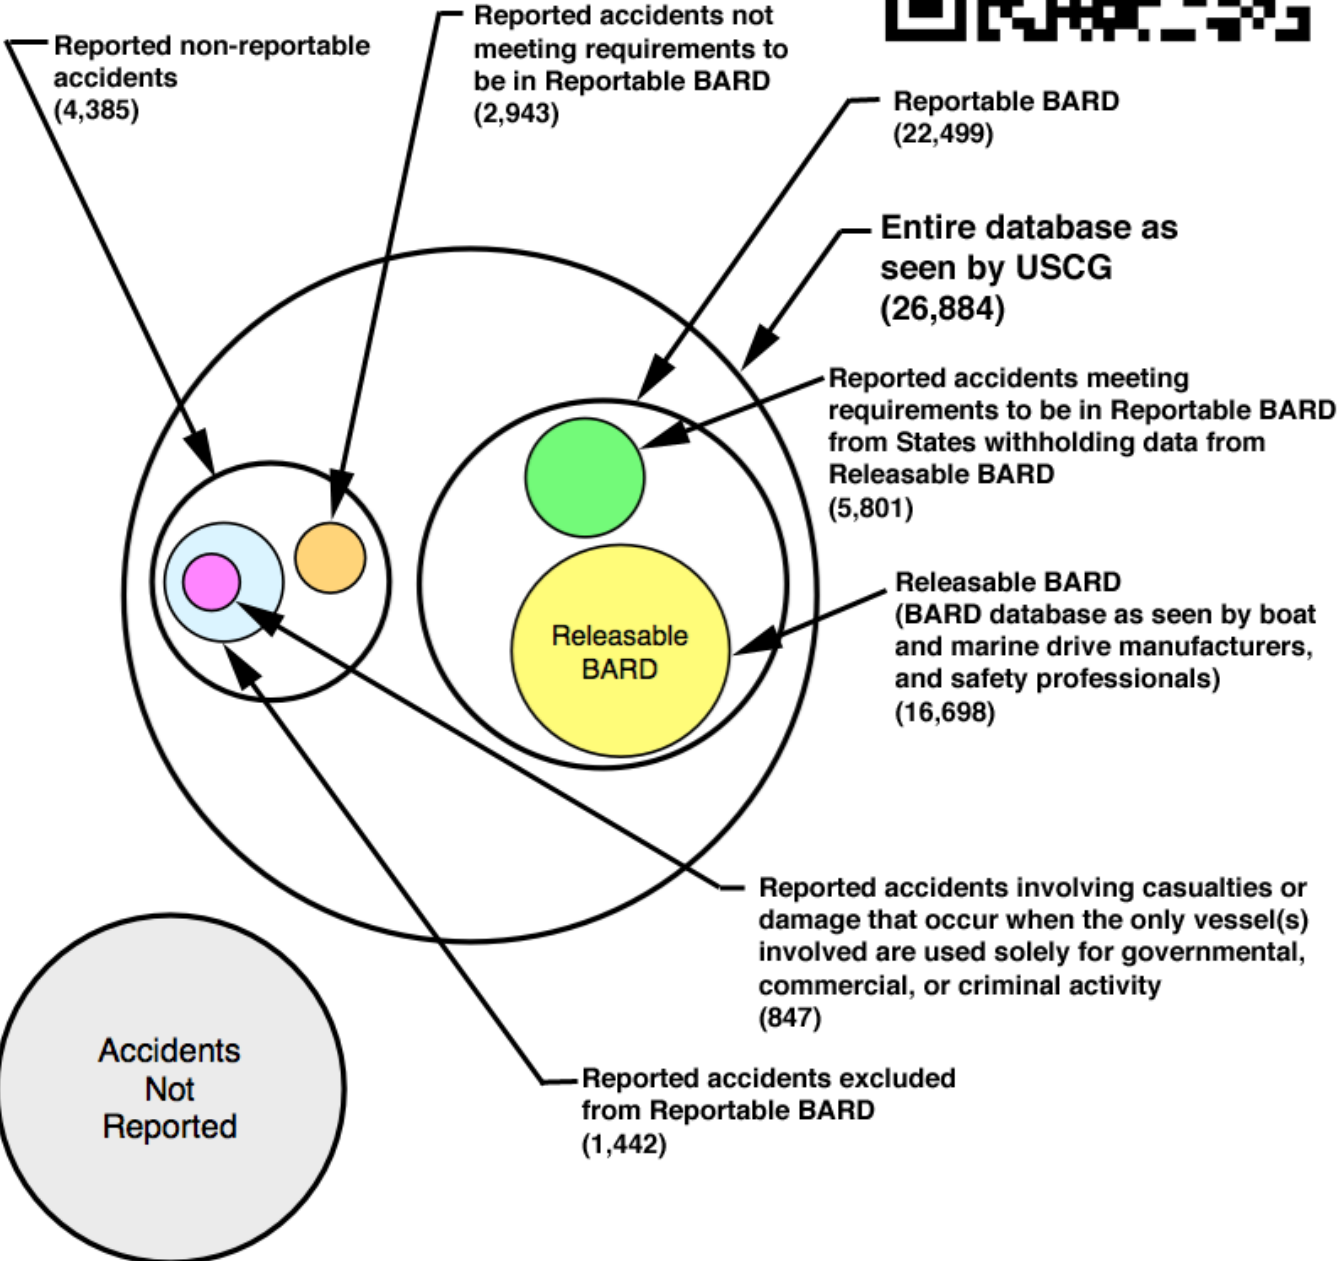 Reported non-reportable
accidents
(4,385)
Reported accidents not
meeting requirements to
be in Reportable BARD
(2,943)
Reportable BARD
(22,499)
Entire database as
seen by USCG
(26,884)
Reported accidents meeting
requirements to be in Reportable BARD
from States withholding data from
Releasable BARD
(5,801)
Releasable BARD
(BARD database as seen by boat
and marine drive manufacturers,
and safety professionals)
(16,698)
Releasable
BARD
Reported accidents involving casualties or
damage that occur when the only vessel(s)
involved are used solely for governmental,
commercial, or criminal activity
(847)
Reported accidents excluded
from Reportable BARD
(1,442)
Accidents
Not
Reported